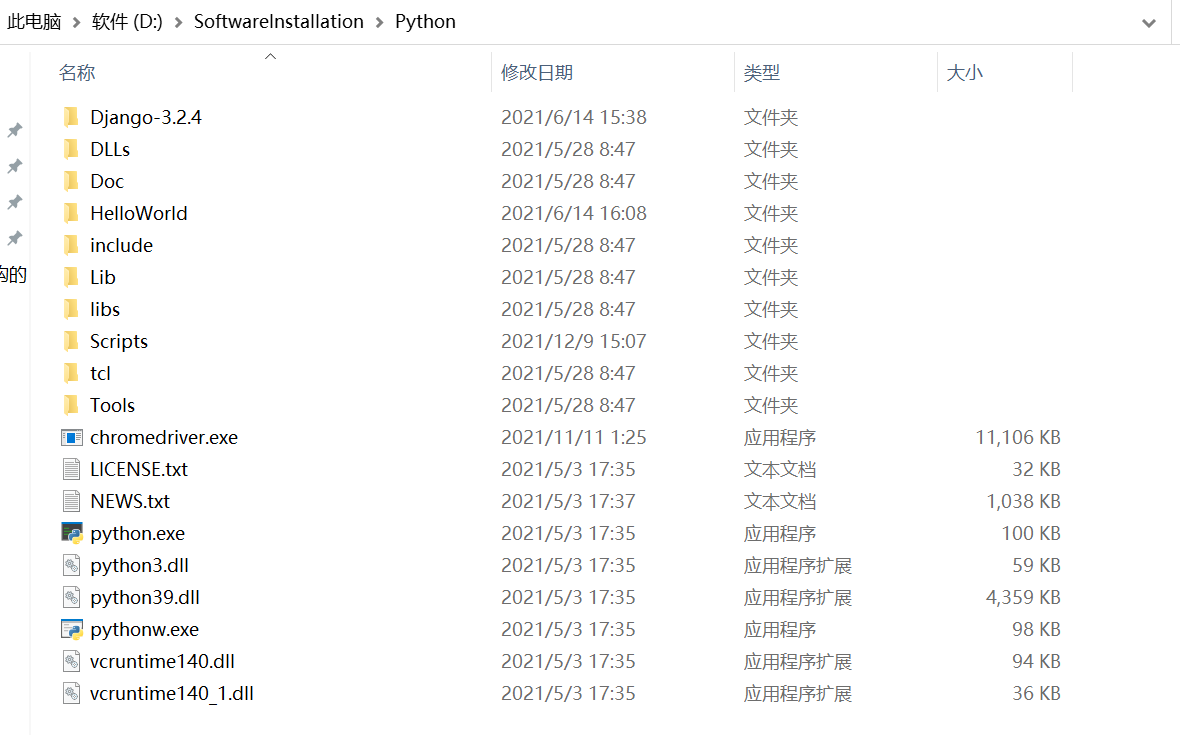 此电脑 > 软件 (D:) > SoftwareInstallation > Python
名称 修改日期 类型 大小
Django-3.2.4 2021/6/14 15:38 文件夹
DLLs 2021/5/28 8:47 文件夹
Doc 2021/5/28 8:47 文件夹
HelloWorld 2021/6/14 16:08 文件夹
include 2021/5/28 8:47 文件夹
构的 Lib 2021/5/28 8:47 文件夹
libs 2021/5/28 8:47 文件夹
Scripts 2021/12/9 15:07 文件夹
tcl 2021/5/28 8:47 文件夹
Tools 2021/5/28 8:47 文件夹
chromedriver.exe 2021/11/11 1:25 应用程序 11,106 KB
LICENSE.txt 2021/5/3 17:35 文本文档 32 KB
NEWS.txt 2021/5/3 17:37 文本文档 1,038 KB
python.exe 2021/5/3 17:35 应用程序 100 KB
python3.dll 2021/5/3 17:35 应用程序扩展 59 KB
python39.dll 2021/5/3 17:35 应用程序扩展 4,359 KB
pythonw.exe 2021/5/3 17:35 应用程序 98 KB
vcruntime140.dll 2021/5/3 17:35 应用程序扩展 94 KB
vcruntime140_1.dll 2021/5/3 17:35 应用程序扩展 36 KB